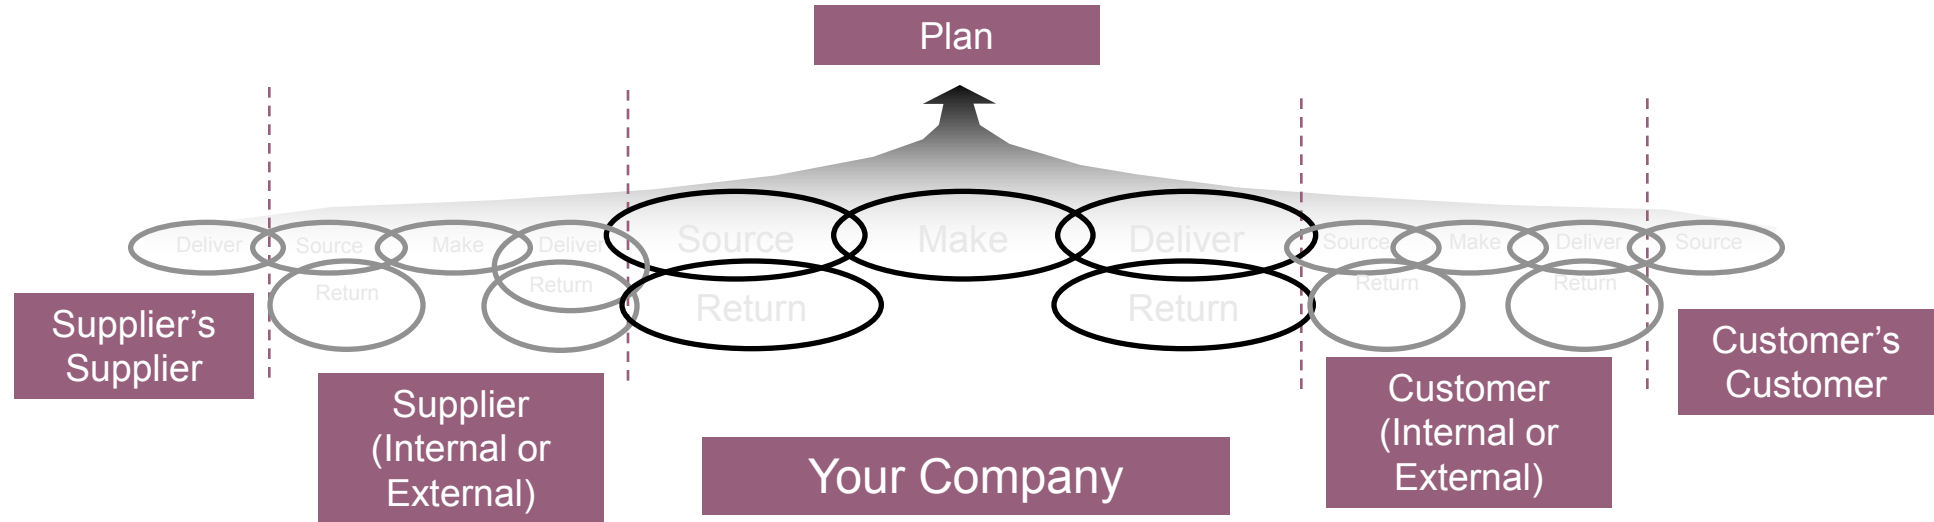 Plan
Deliver
Source
Make
Deliver
Source
Make
Deliver
Source
Make
Deliver
Source
Return
Return
Return
Return
Return
Return
Supplier’s
Supplier
Supplier
(Internal or
External)
Your Company
Customer
(Internal or
External)
Customer’s
Customer